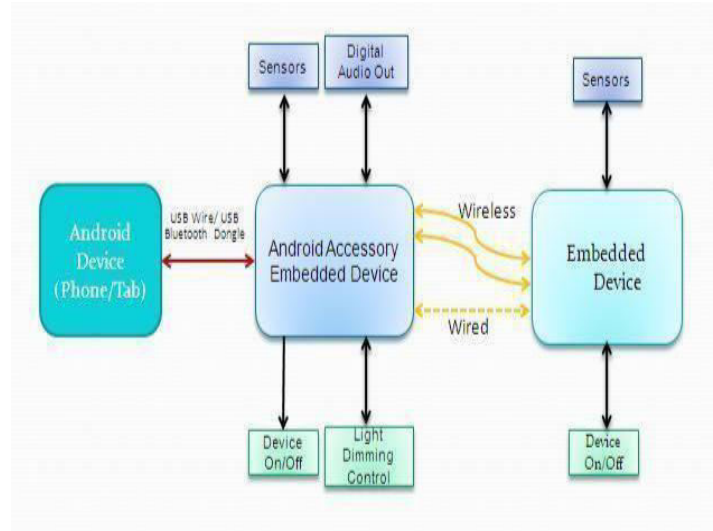 Sensors
Digital
Audio Out
Sensors
Android
Device
(Phone/Tab)
USB Wire/ USB
Bluetooth Dongle
Android Accessory
Embedded Device
Wireless
Wired
Embedded
Device
Device
On/Off
Light
Dimming
Control
Device
On/Off